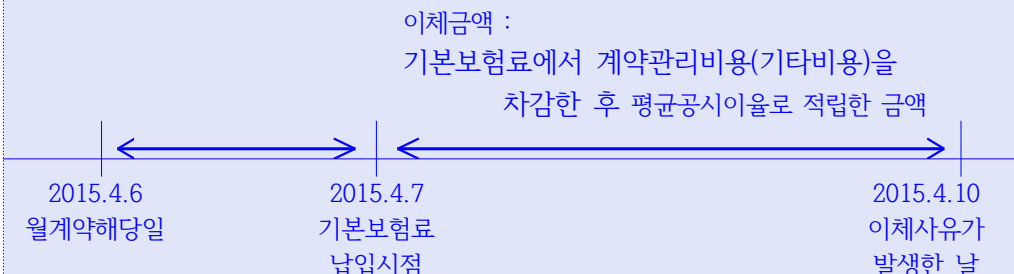 이체금액 :
기본보험료에서 계약관리비용(기타비용)을
차감한 후 평균공시이율로 적립한 금액
2015.4.6
2015.4.7
2015.4.10
월계약해당일
기본보험료
이체사유가
납입시점
발생한 날